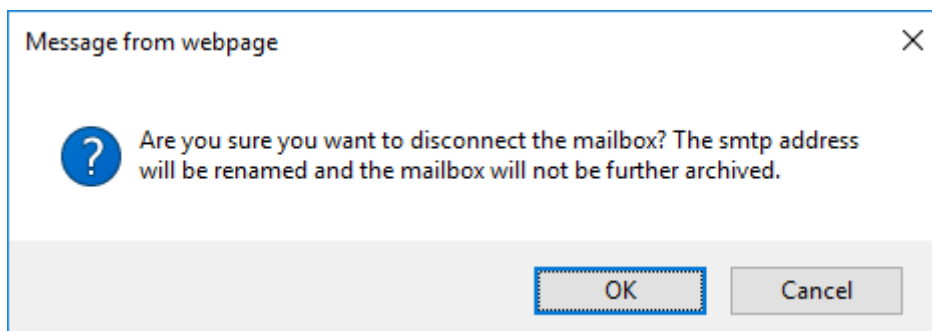 Message from webpage
Are you sure you want to disconnect the mailbox? The smtp address
will be renamed and the mailbox will not be further archived.
OK Cancel